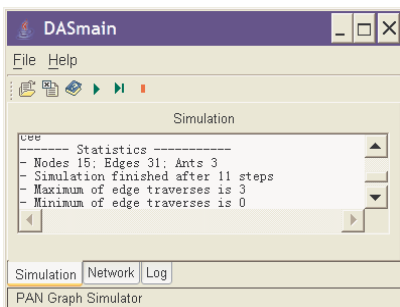 DASmain
File Help
Simulation
cee
------- Statistics -----------
- Nodes 15; Edges 31; Ants 3
- Simulation finished after 11 steps
- Maximum of edge traverses is 3
- Minimum of edge traverses is 0
Simulation Network Log
PAN Graph Simulator